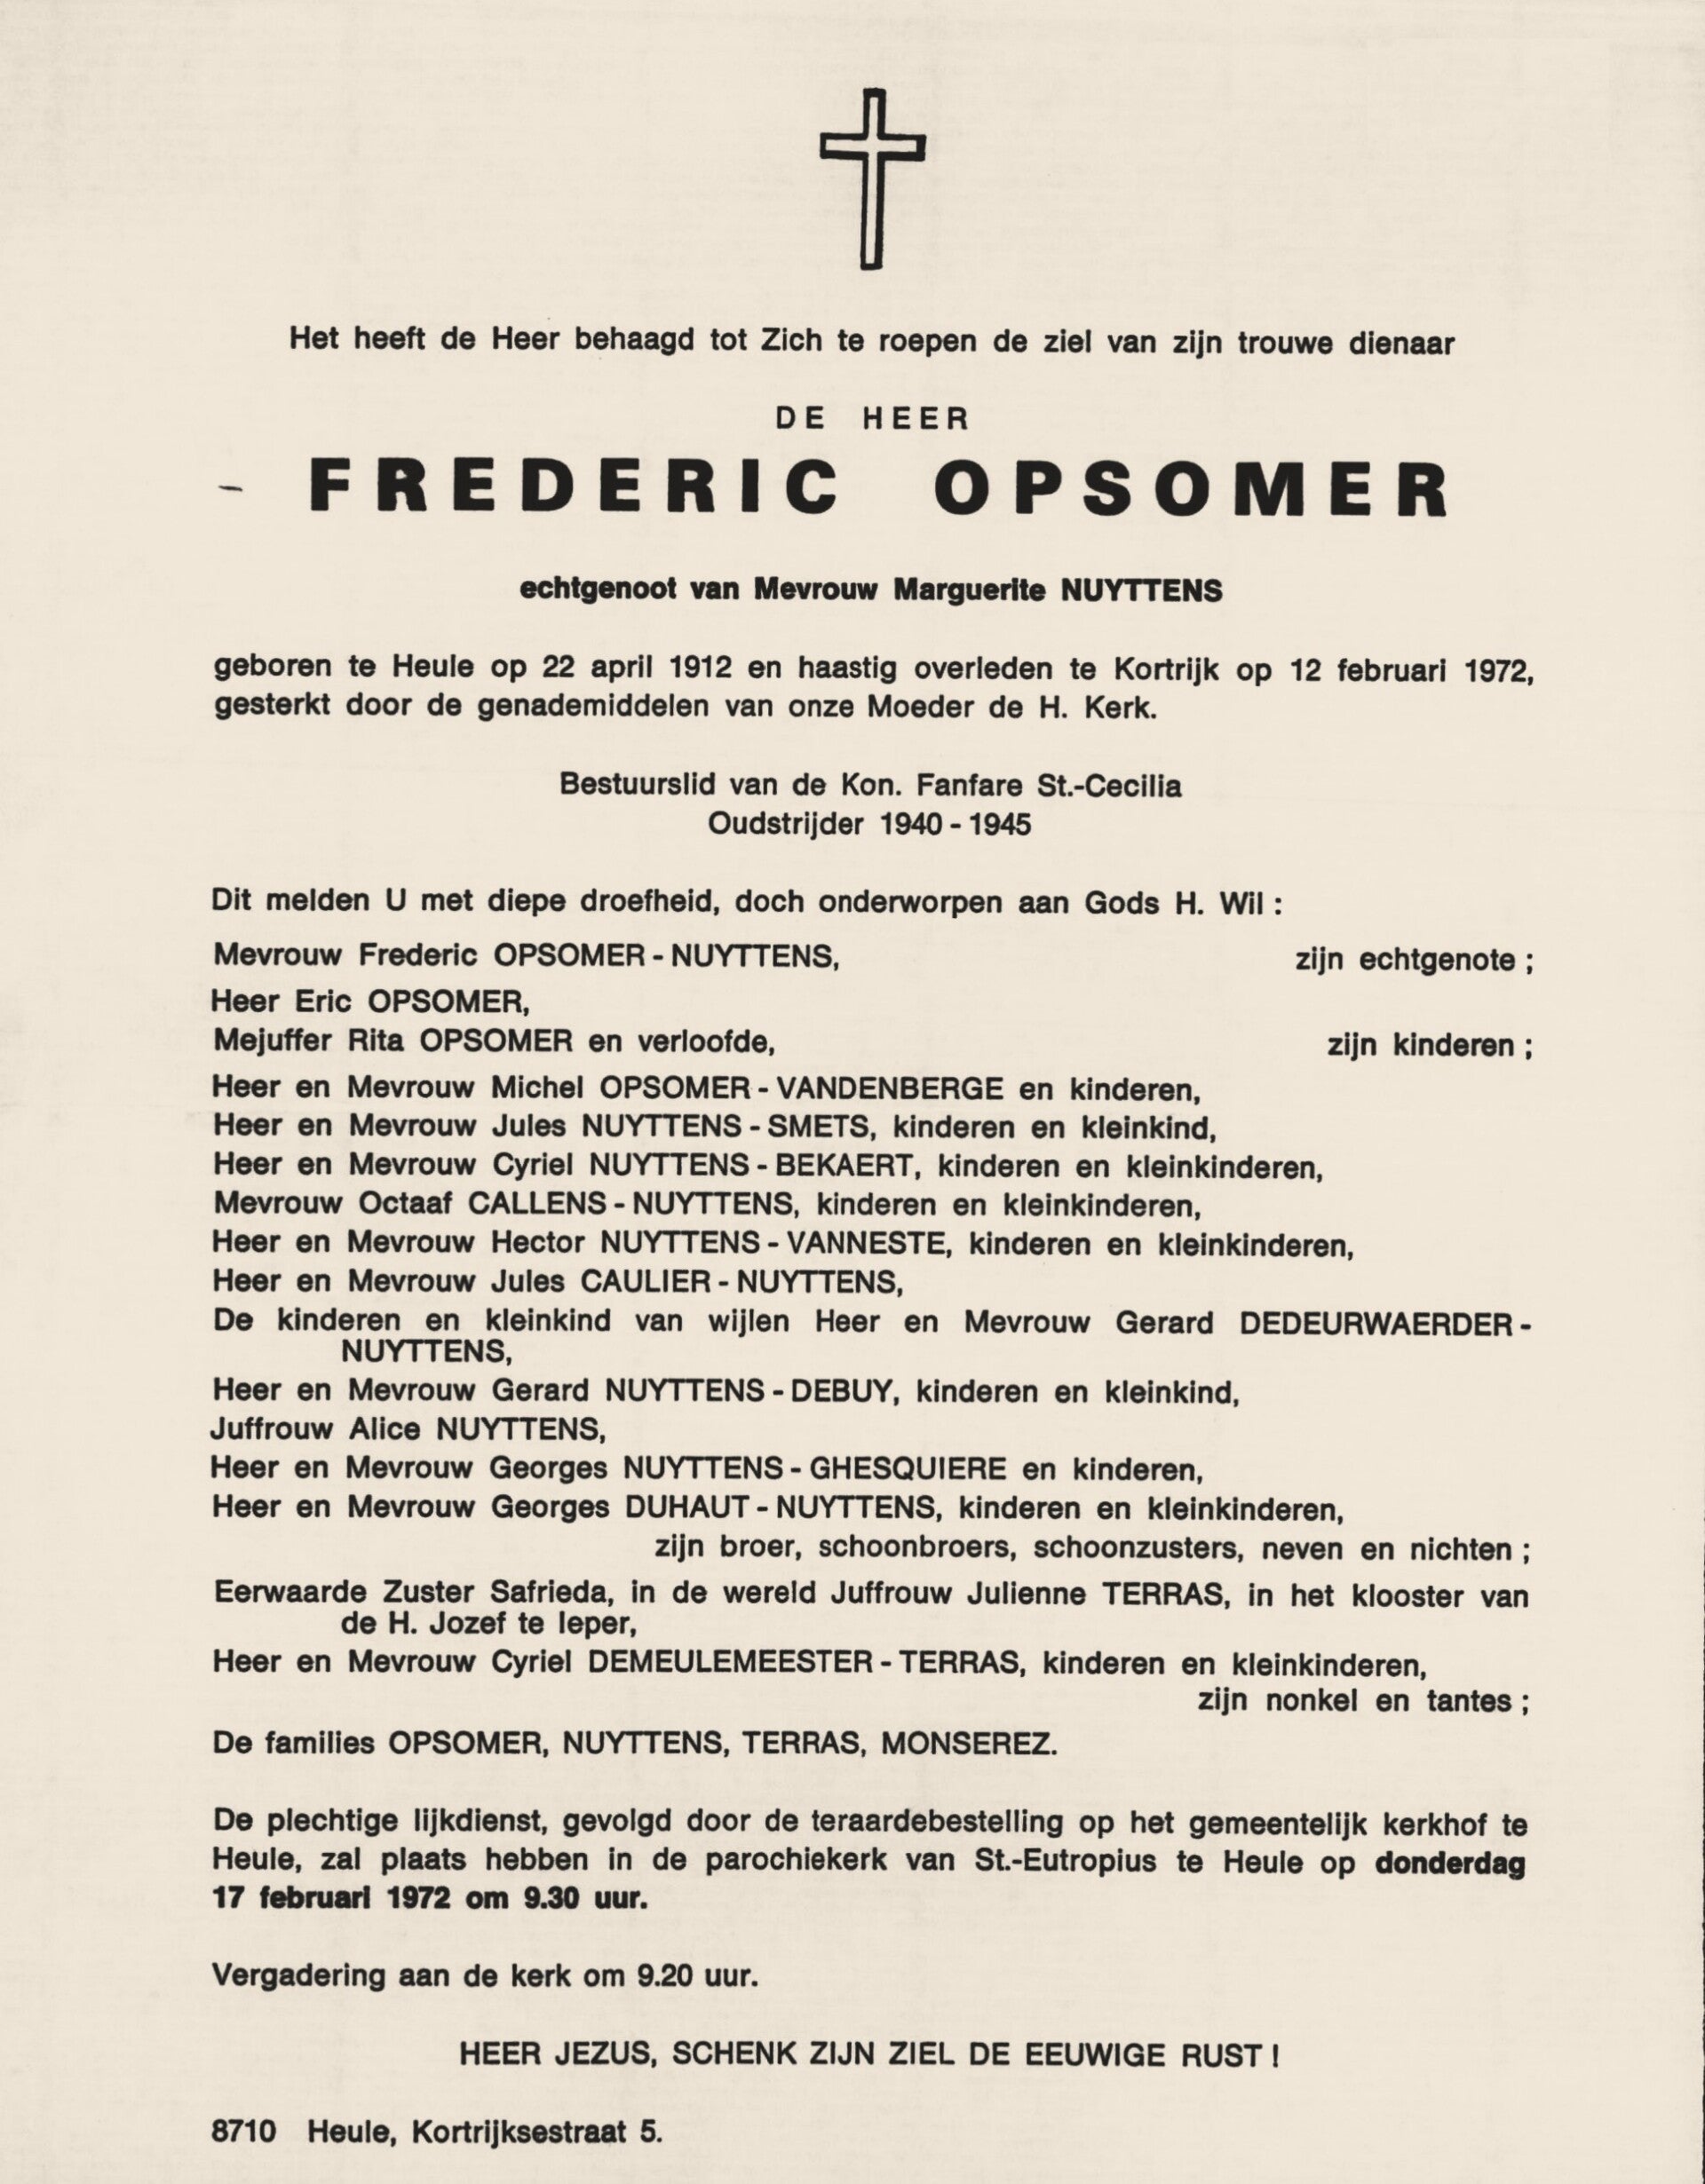 Het heeft de Heer behaagd tot Zich te roepen de ziel van zijn trouwe dienaar
DE HEER
FREDERIC OPSOMER
echtgenoot van Mevrouw Marguerite NUYTTENS
geboren te Heule op 22 april 1912 en haastig overleden te Kortrijk op 12 februari 1972,
gesterkt door de genademiddelen van onze Moeder de H. Kerk.
Bestuurslid van de Kon. Fanfare St.-Cecilia
Oudstrijder 1940 - 1945
Dit melden U met diepe droefheid, doch onderworpen aan Gods H. Wil :
Mevrouw Frederic OPSOMER - NUYTTENS, zijn echtgenote ;
Heer Eric OPSOMER,
Mejuffer Rita OPSOMER en verloofde, zijn kinderen ;
Heer en Mevrouw Michel OPSOMER - VANDENBERGE en kinderen,
Heer en Mevrouw Jules NUYTTENS - SMETS, kinderen en kleinkind,
Heer en Mevrouw Cyriel NUYTTENS - BEKAERT, kinderen en kleinkinderen,
Mevrouw Octaaf CALLENS - NUYTTENS, kinderen en kleinkinderen,
Heer en Mevrouw Hector NUYTTENS - VANNESTE, kinderen en kleinkinderen,
Heer en Mevrouw Jules CAULIER - NUYTTENS,
De kinderen en kleinkind van wijlen Heer en Mevrouw Gerard DEDEURWAERDER -
NUYTTENS,
Heer en Mevrouw Gerard NUYTTENS - DEBUY, kinderen en kleinkind,
Juffrouw Alice NUYTTENS,
Heer en Mevrouw Georges NUYTTENS - GHESQUIERE en kinderen,
Heer en Mevrouw Georges DUHAUT - NUYTTENS, kinderen en kleinkinderen,
zijn broer, schoonbroers, schoonzusters, neven en nichten ;
Eerwaarde Zuster Safrieda, in de wereld Juffrouw Julienne TERRAS, in het klooster van
de H. Jozef te Ieper,
Heer en Mevrouw Cyriel DEMEULEMEESTER - TERRAS, kinderen en kleinkinderen,
zijn nonkel en tantes ;
De families OPSOMER, NUYTTENS, TERRAS, MONSEREZ.
De plechtige lijkdienst, gevolgd door de teraardebestelling op het gemeentelijk kerkhof te
Heule, zal plaats hebben in de parochiekerk van St.-Eutropius te Heule op donderdag
17 februari 1972 om 9.30 uur.
Vergadering aan de kerk om 9.20 uur.
HEER JEZUS, SCHENK ZIJN ZIEL DE EEUWIGE RUST !
8710 Heule, Kortrijksestraat 5.